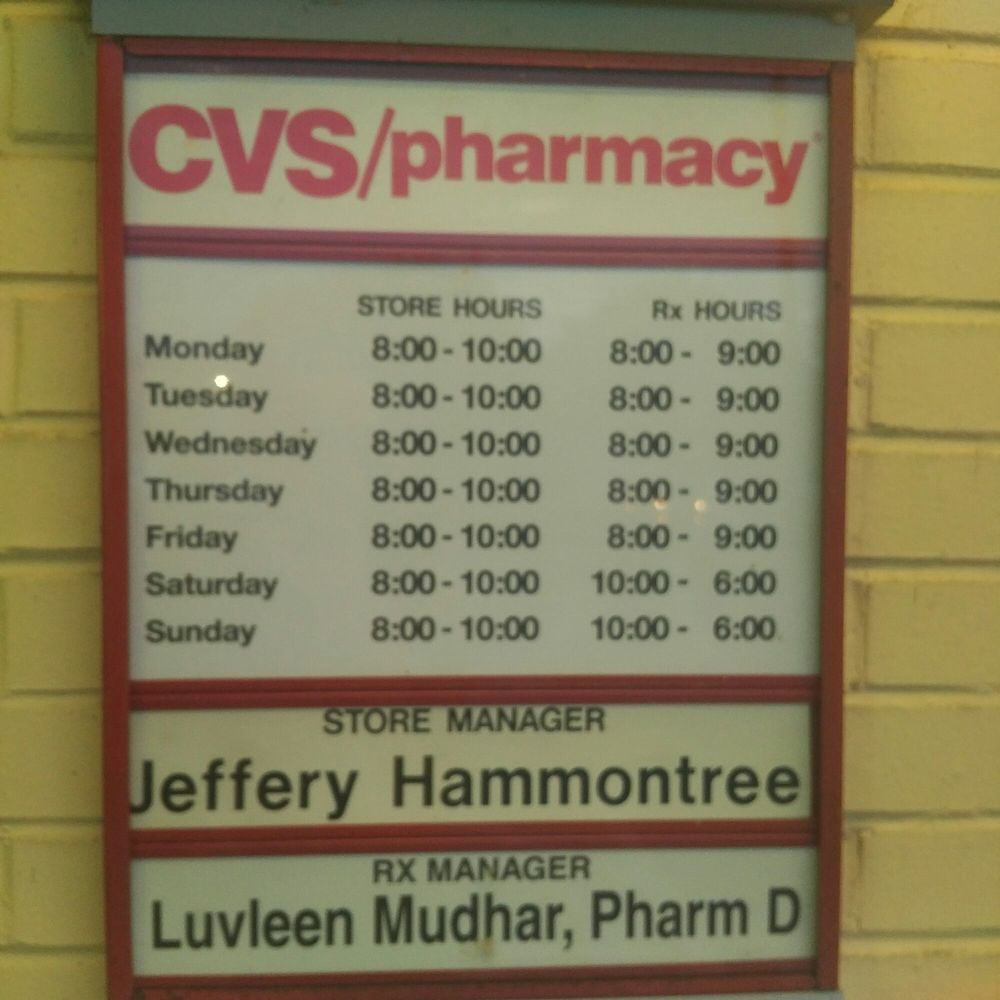 CVS/pharmacy
STORE HOURS Rx HOURS
Monday 8:00 - 10:00 8:00 - 9:00
Tuesday 8:00 - 10:00 8:00 - 9:00
Wednesday 8:00 - 10:00 8:00 - 9:00
Thursday 8:00 - 10:00 8:00 - 9:00
Friday 8:00 - 10:00 8:00 - 9:00
Saturday 8:00 - 10:00 10:00 - 6:00
Sunday 8:00 - 10:00 10:00 - 6:00
STORE MANAGER
Jeffery Hammontree
RX MANAGER
Luvleen Mudhar, Pharm D